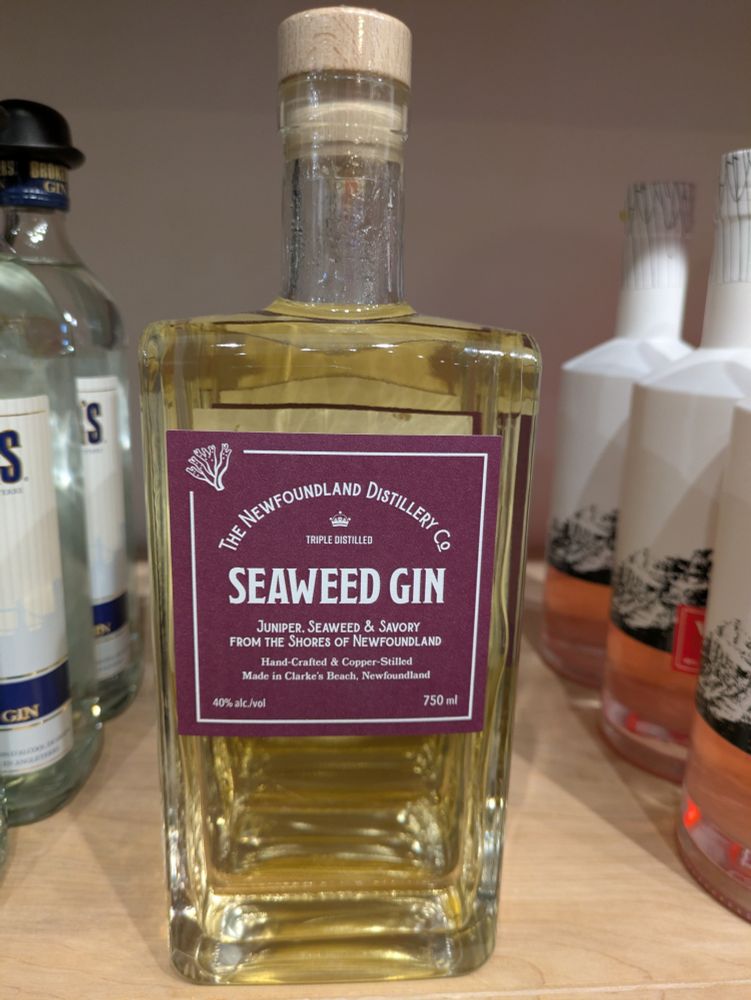 THE NEWFOUNDLAND DISTILLERY CO
TRIPLE DISTILLED
SEAWEED GIN
JUNIPER, SEAWEED & SAVORY
FROM THE SHORES OF NEWFOUNDLAND
Hand-Crafted & Copper-Stilled
Made in Clarke's Beach, Newfoundland
40% alc./vol
750 ml
GIN
'S
S
GIN